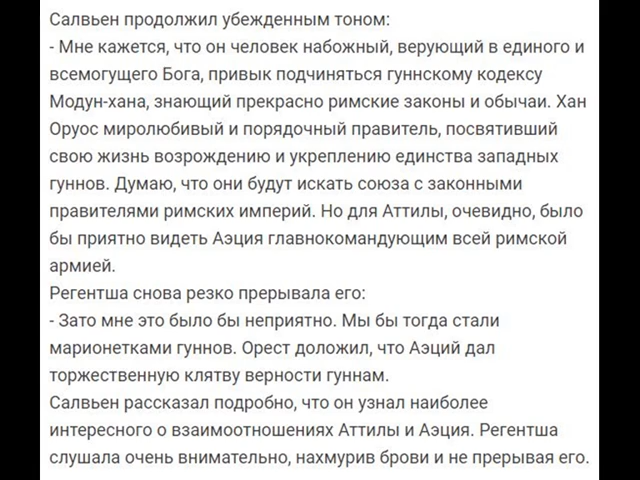 Салвьен продолжил убежденным тоном:
- Мне кажется, что он человек набожный, верующий в единого и
всемогущего Бога, привык подчиняться гуннскому кодексу
Модун-хана, знающий прекрасно римские законы и обычаи. Хан
Оруос миролюбивый и порядочный правитель, посвятивший
свою жизнь возрождению и укреплению единства западных
гуннов. Думаю, что они будут искать союза с законными
правителями римских империй. Но для Аттилы, очевидно, было
бы приятно видеть Аэция главнокомандующим всей римской
армией.
Регентша снова резко прерывала его:
- Зато мне это было бы неприятно. Мы бы тогда стали
марионетками гуннов. Орест доложил, что Аэций дал
торжественную клятву верности гуннам.
Салвьен рассказал подробно, что он узнал наиболее
интересного о взаимоотношениях Аттилы и Аэция. Регентша
слушала очень внимательно, нахмурив брови и не прерывая его.